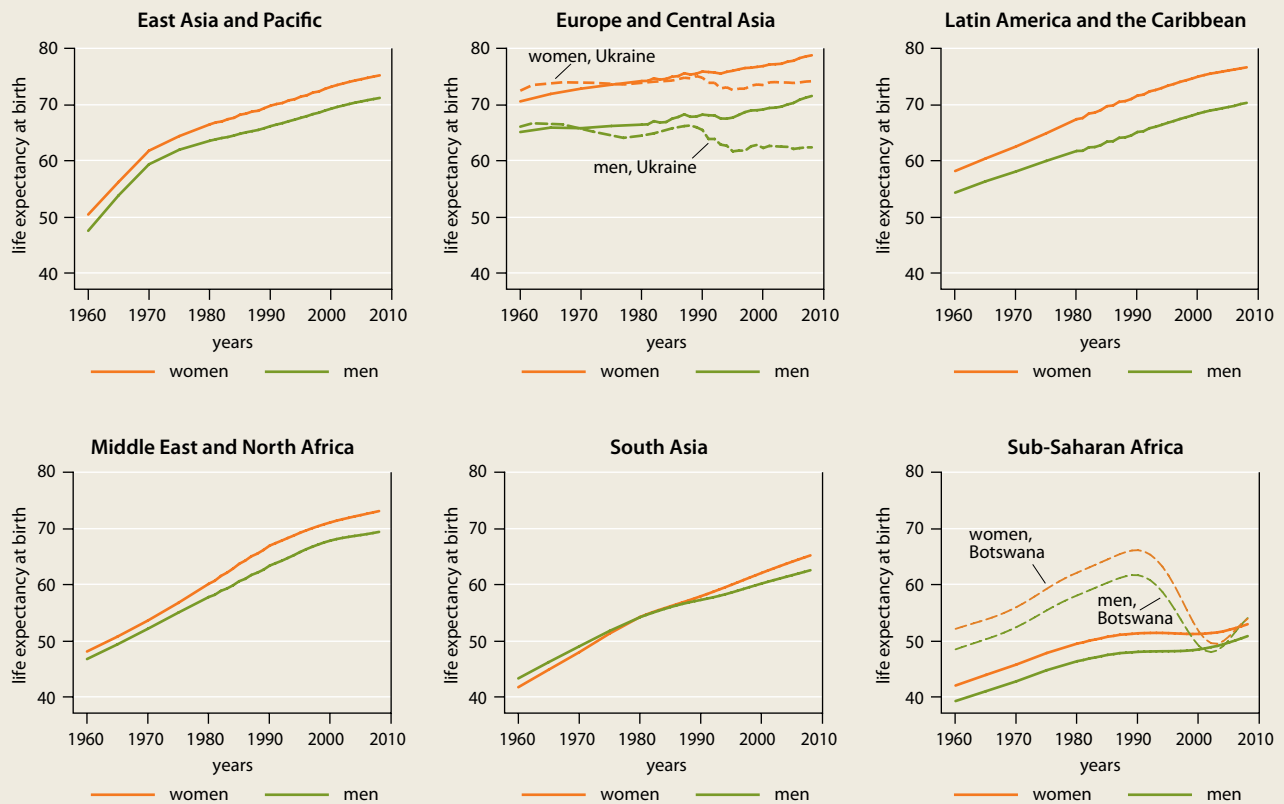 East Asia and Pacific
80
70
60
50
40
life expectancy at birth
1960 1970 1980 1990 2000 2010
years
women men
Europe and Central Asia
80
70
60
50
40
life expectancy at birth
women, Ukraine
men, Ukraine
1960 1970 1980 1990 2000 2010
years
women men
Latin America and the Caribbean
80
70
60
50
40
life expectancy at birth
1960 1970 1980 1990 2000 2010
years
women men
Middle East and North Africa
80
70
60
50
40
life expectancy at birth
1960 1970 1980 1990 2000 2010
years
women men
South Asia
80
70
60
50
40
life expectancy at birth
1960 1970 1980 1990 2000 2010
years
women men
Sub-Saharan Africa
80
70
60
50
40
life expectancy at birth
women,
Botswana
men,
Botswana
1960 1970 1980 1990 2000 2010
years
women men